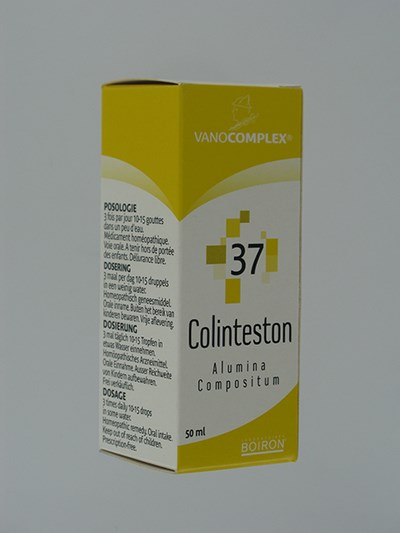 VANOCOMPLEX®
37
Colinteston
Alumina
Compositum
50 ml
BOIRON
POSOLOGIE
3 fois par jour 10-15 gouttes
dans un peu d'eau.
Médicament homéopathique.
Voie orale. A tenir hors de portée
des enfants. Délivrance libre.
DOSERING
3 maal per dag 10-15 druppels
in een weinig water.
Homeopathisch geneesmiddel.
Orale inname. Buiten het bereik van
kinderen bewaren. Vrije aflevering.
DOSIERUNG
3 mal täglich 10-15 Tropfen in
etwas Wasser einnehmen.
Homöopathisches Arzneimittel.
Orale Einnahme. Ausser Reichweite
von Kindern aufbewahren.
Frei verkäuflich.
DOSAGE
3 times daily 10-15 drops
in some water.
Homeopathic remedy. Oral intake.
Keep out of reach of children.
Prescription-free.